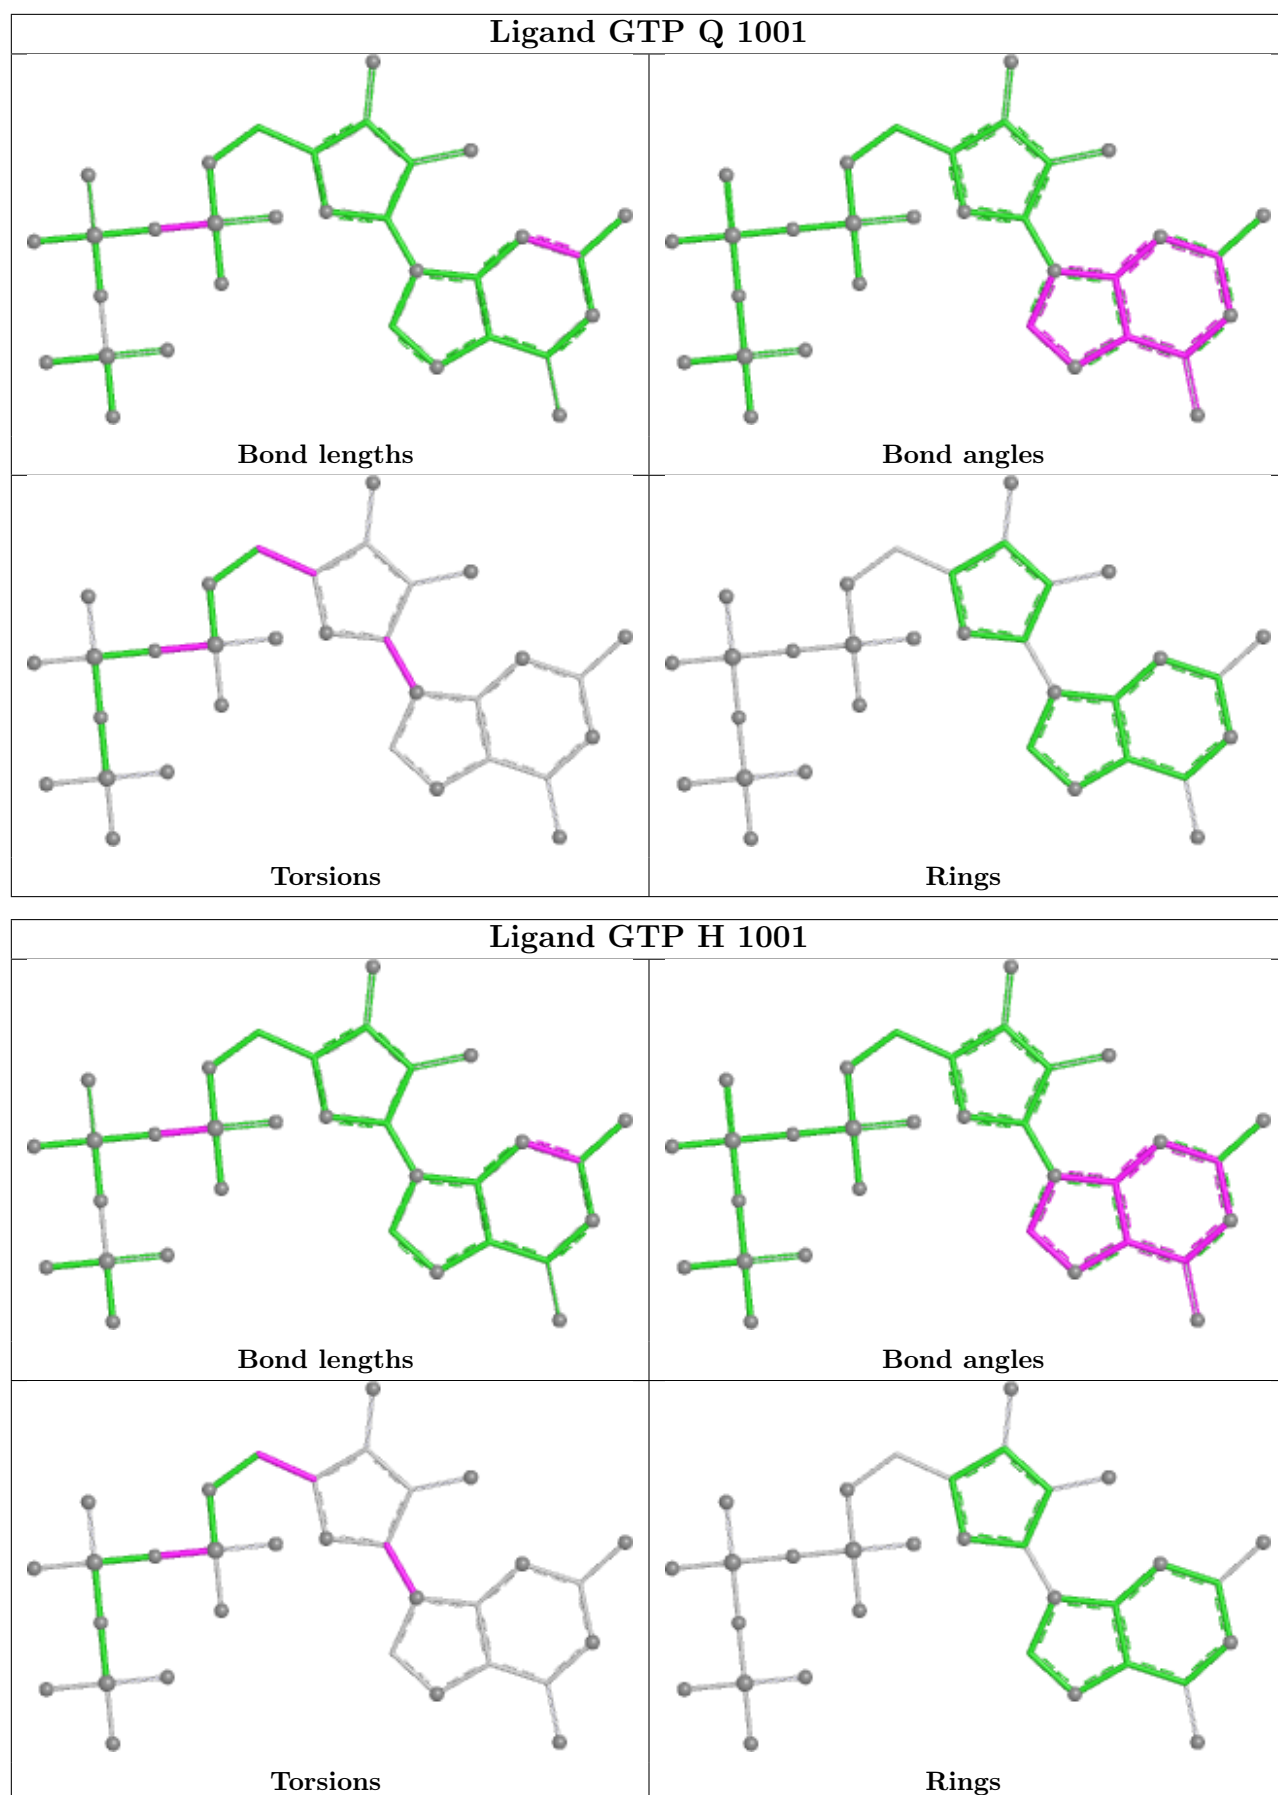 Ligand GTP Q 1001
Bond lengths
Bond angles
Torsions
Rings
Ligand GTP H 1001
Bond lengths
Bond angles
Torsions
Rings